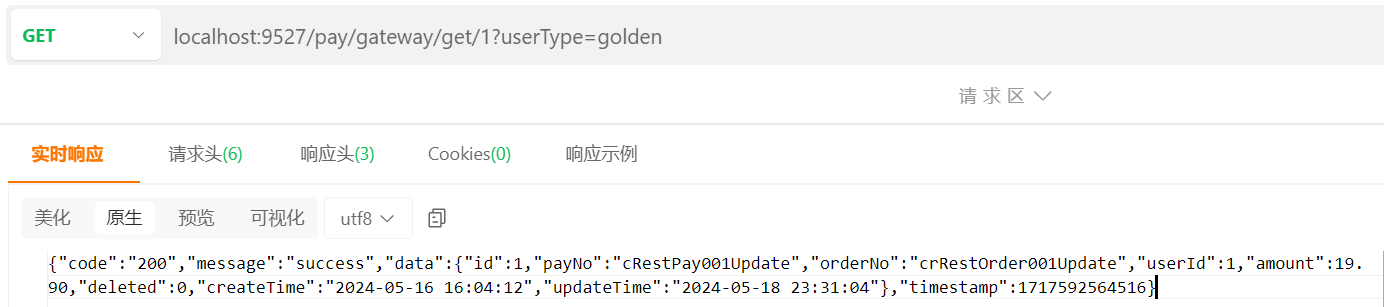 GET localhost:9527/pay/gateway/get/1?userType=golden
请 求 区
实时响应 请求头(6) 响应头(3) Cookies(0) 响应示例
美化 原生 预览 可视化 utf8
{"code":"200","message":"success","data":{"id":1,"payNo":"cRestPay001Update","orderNo":"crRestOrder001Update","userId":1,"amount":19.
90,"deleted":0,"createTime":"2024-05-16 16:04:12","updateTime":"2024-05-18 23:31:04"},"timestamp":1717592564516}